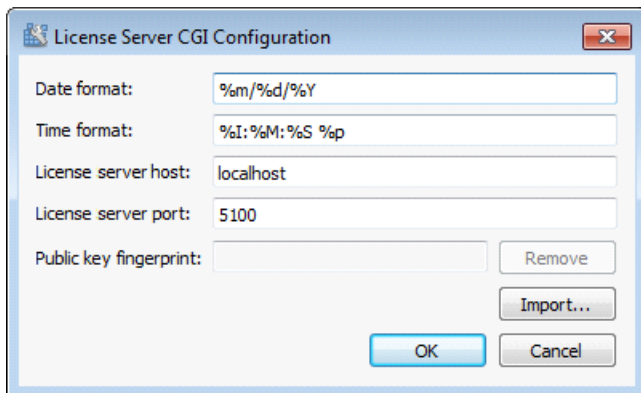 License Server CGI Configuration
Date format: %m/%d/%Y
Time format: %I:%M:%S %p
License server host: localhost
License server port: 5100
Public key fingerprint: Remove
Import...
OK Cancel